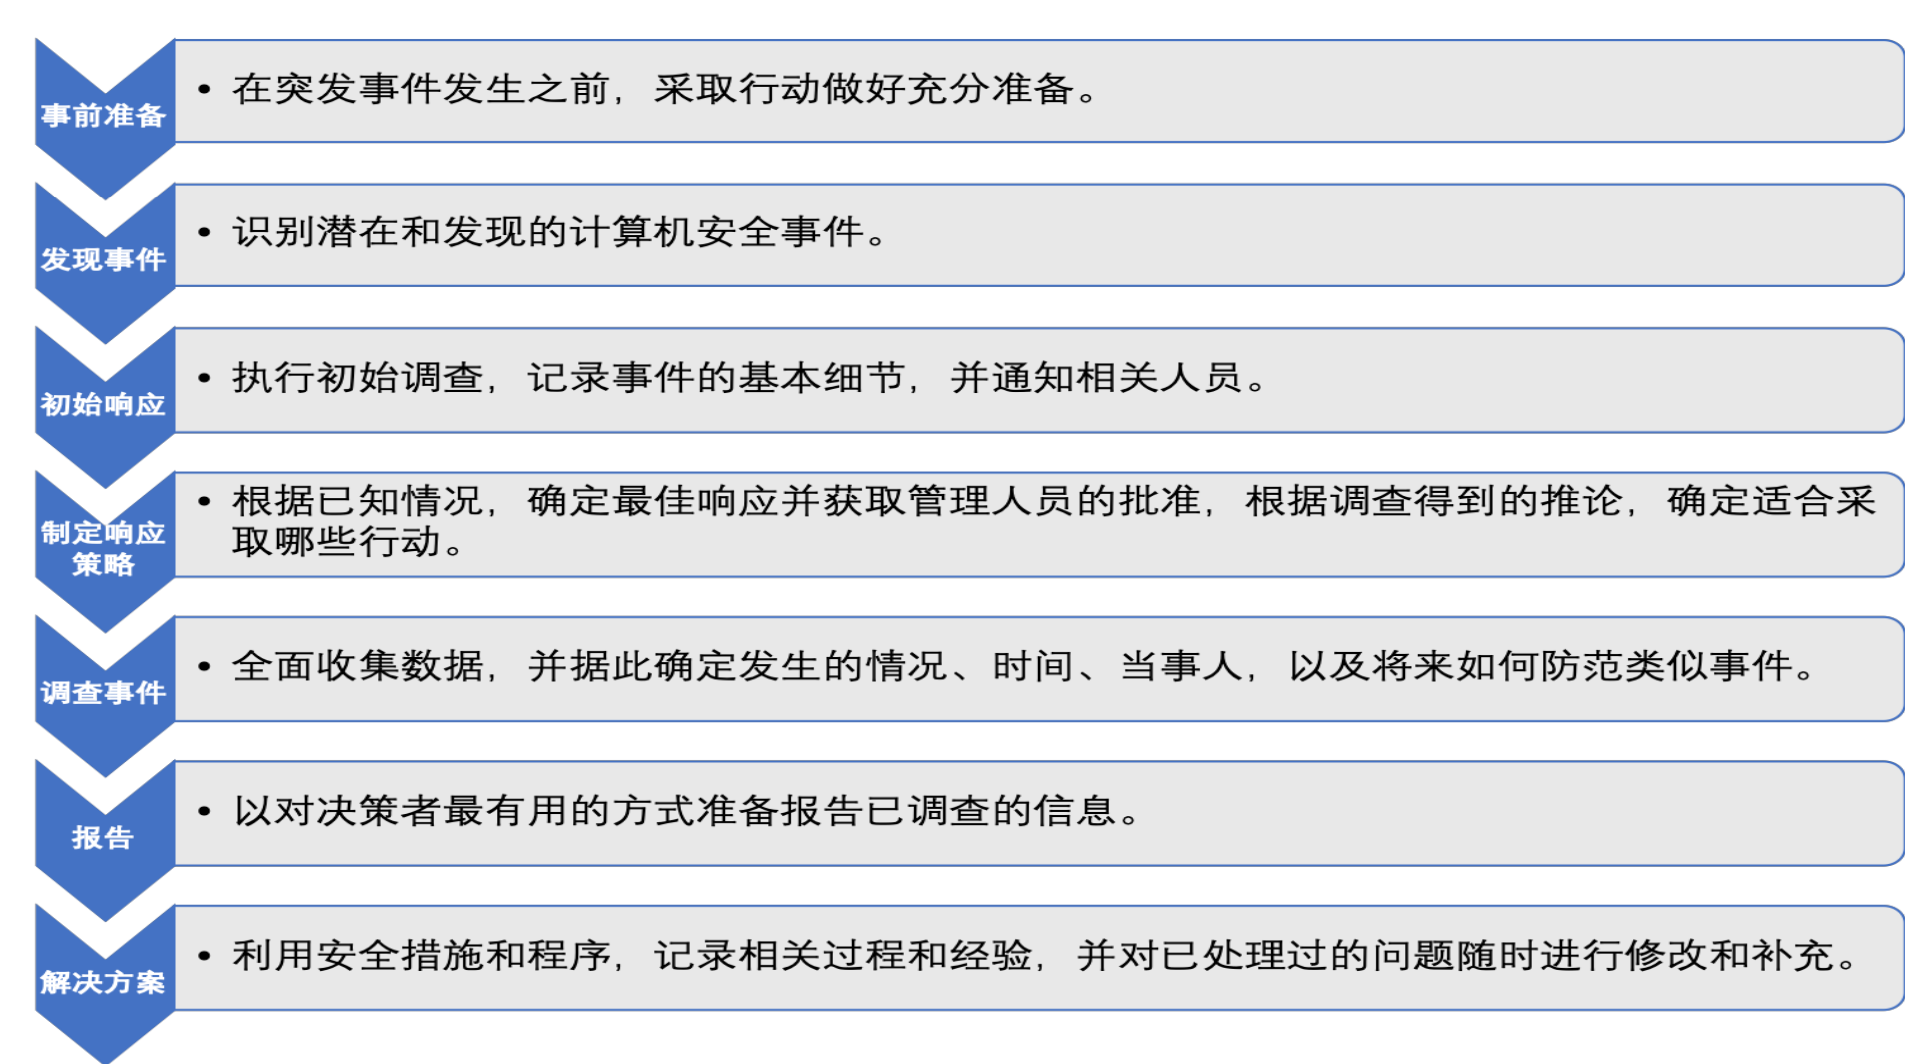 事前准备
• 在突发事件发生之前，采取行动做好充分准备。
发现事件
• 识别潜在和发现的计算机安全事件。
初始响应
• 执行初始调查，记录事件的基本细节，并通知相关人员。
制定响应
策略
• 根据已知情况，确定最佳响应并获取管理人员的批准，根据调查得到的推论，确定适合采
取哪些行动。
调查事件
• 全面收集数据，并据此确定发生的情况、时间、当事人，以及将来如何防范类似事件。
报告
• 以对决策者最有用的方式准备报告已调查的信息。
解决方案
• 利用安全措施和程序，记录相关过程和经验，并对已处理过的问题随时进行修改和补充。